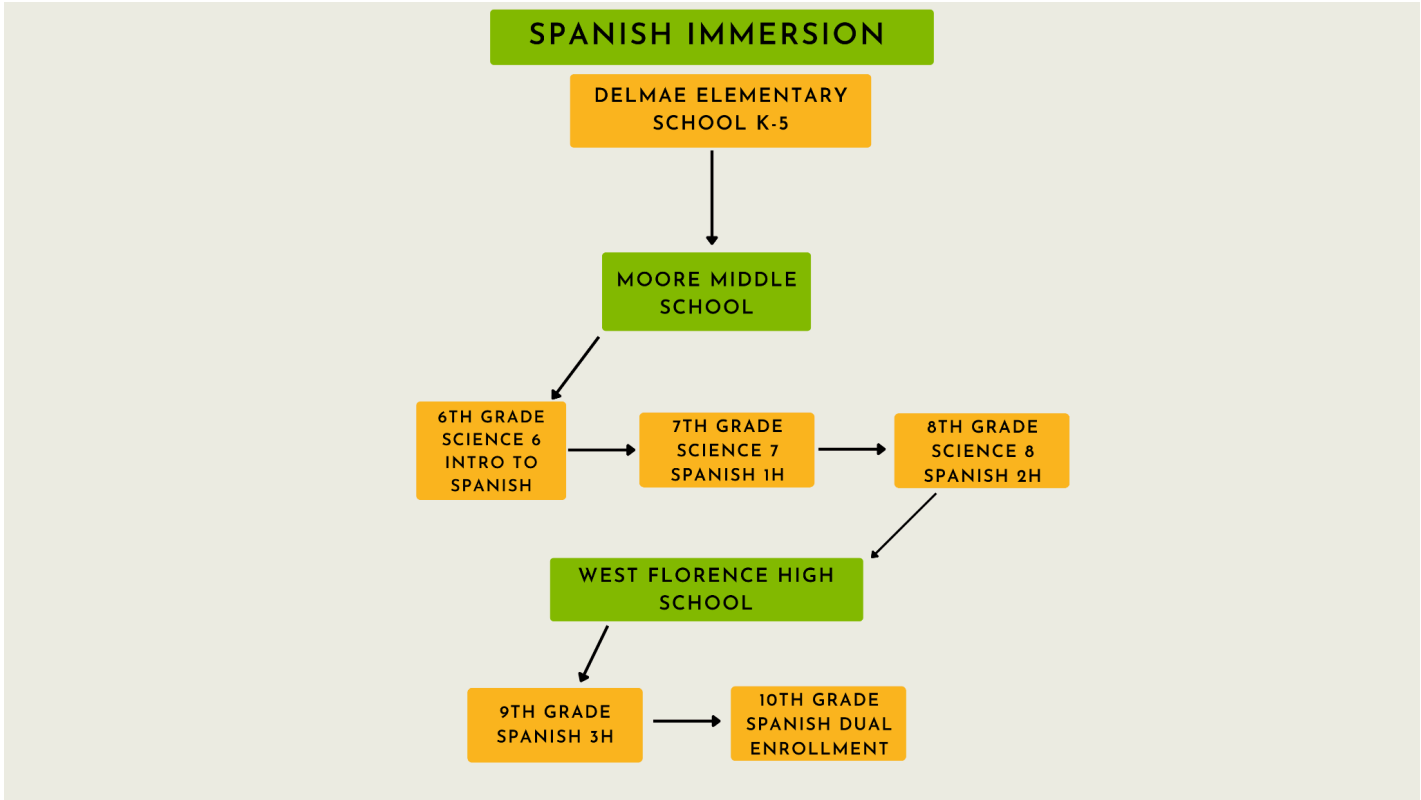 SPANISH IMMERSION
DELMAE ELEMENTARY
SCHOOL K-5
MOORE MIDDLE
SCHOOL
6TH GRADE
SCIENCE 6
INTRO TO
SPANISH
7TH GRADE
SCIENCE 7
SPANISH 1H
8TH GRADE
SCIENCE 8
SPANISH 2H
WEST FLORENCE HIGH
SCHOOL
9TH GRADE
SPANISH 3H
10TH GRADE
SPANISH DUAL
ENROLLMENT